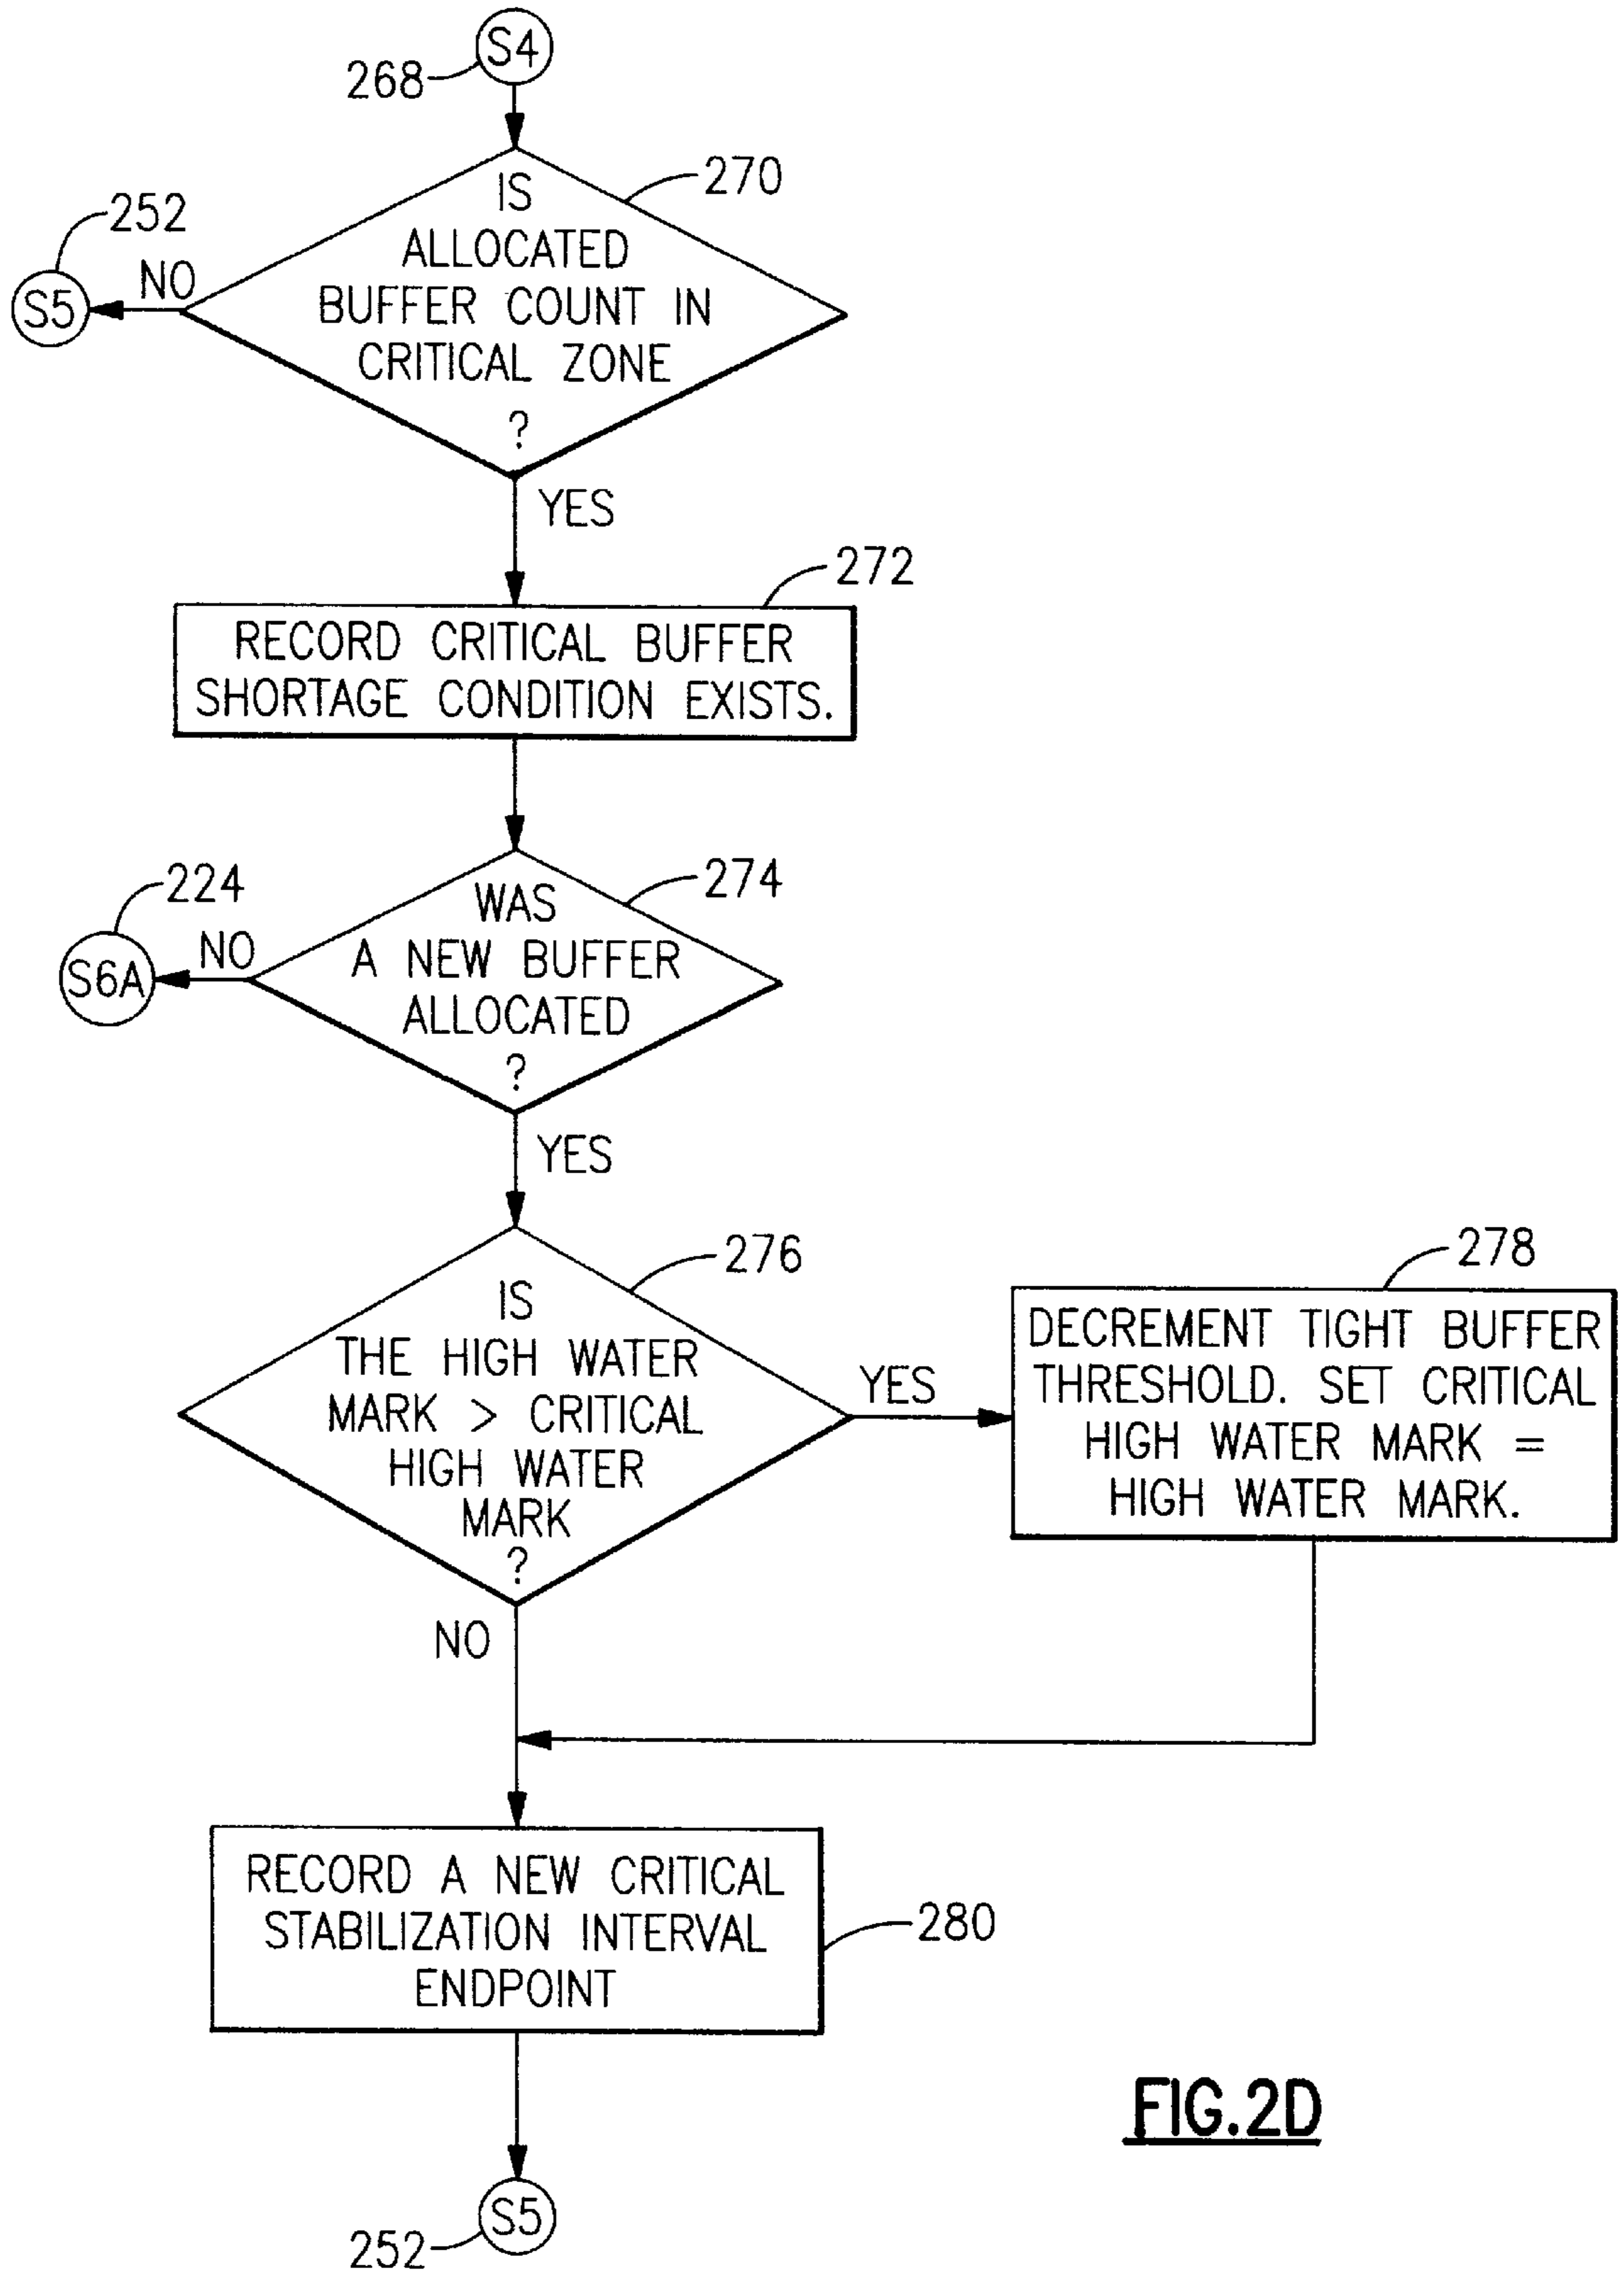 S4
268
IS
ALLOCATED
BUFFER COUNT IN
CRITICAL ZONE
?
270
252
S5
NO
YES
272
RECORD CRITICAL BUFFER
SHORTAGE CONDITION EXISTS.
224
S6A
NO
WAS
A NEW BUFFER
ALLOCATED
?
274
YES
276
IS
THE HIGH WATER
MARK > CRITICAL
HIGH WATER
MARK
?
YES
278
DECREMENT TIGHT BUFFER
THRESHOLD. SET CRITICAL
HIGH WATER MARK =
HIGH WATER MARK.
NO
RECORD A NEW CRITICAL
STABILIZATION INTERVAL
ENDPOINT
280
S5
252
FIG.2D